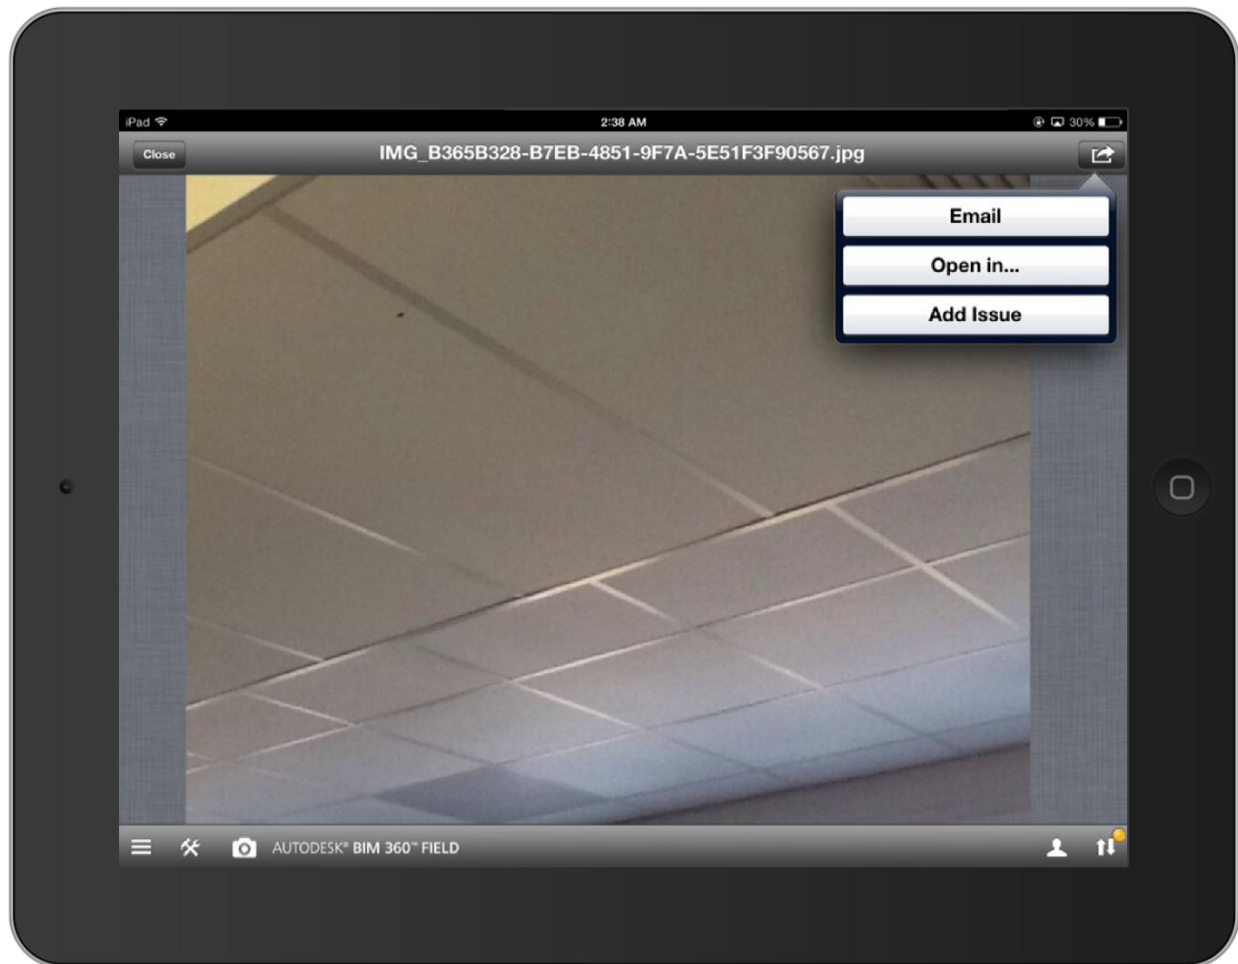 iPad 2:38 AM 30%
Close IMG_B365B328-B7EB-4851-9F7A-5E51F3F90567.jpg
Email
Open in...
Add Issue
AUTODESK® BIM 360™ FIELD